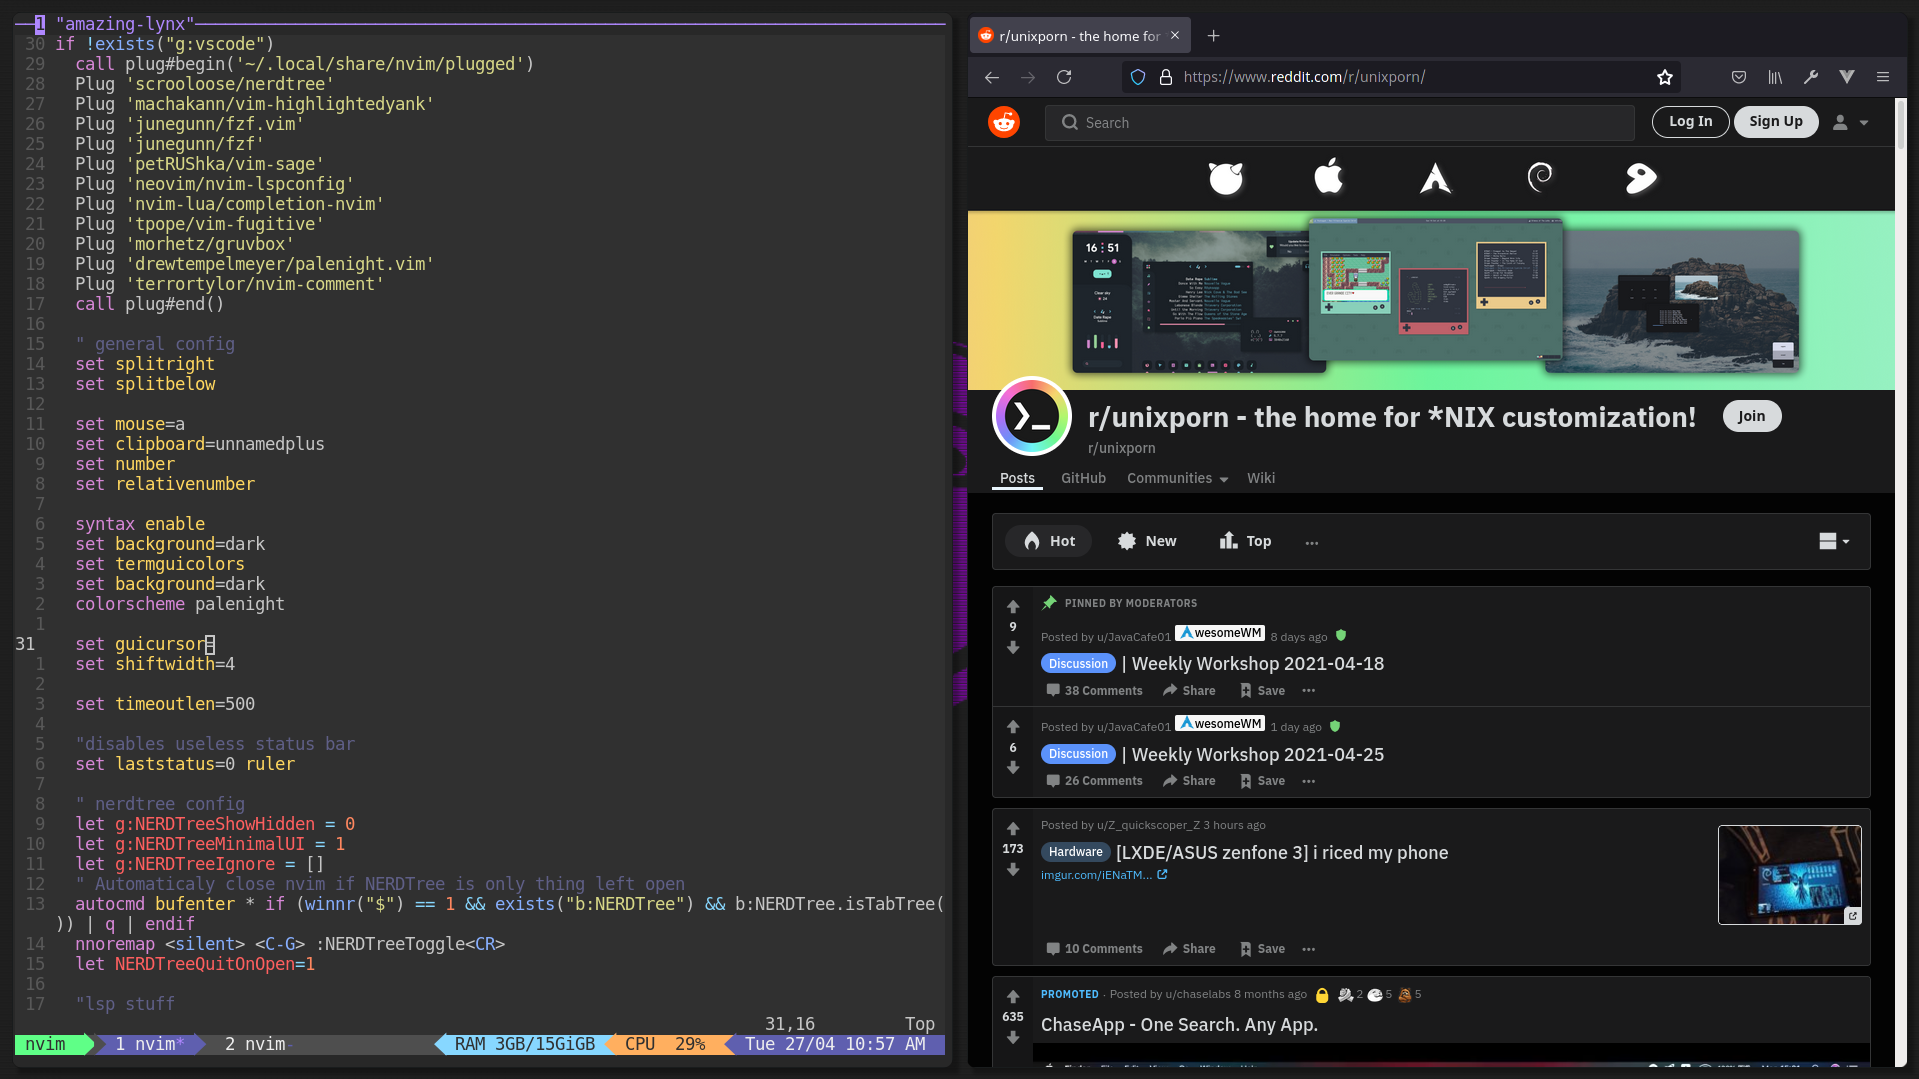 1 "amazing-lynx"
30 if !exists("g:vscode")
29 call plug#begin('~/.local/share/nvim/plugged')
28 Plug 'scrooloose/nerdtree'
27 Plug 'machakann/vim-highlightedyank'
26 Plug 'junegunn/fzf.vim'
25 Plug 'junegunn/fzf'
24 Plug 'petRUShka/vim-sage'
23 Plug 'neovim/nvim-lspconfig'
22 Plug 'nvim-lua/completion-nvim'
21 Plug 'tpope/vim-fugitive'
20 Plug 'morhetz/gruvbox'
19 Plug 'drewtempelmeyer/palenight.vim'
18 Plug 'terrortylor/nvim-comment'
17 call plug#end()
16
15 " general config
14 set splitright
13 set splitbelow
12
11 set mouse=a
10 set clipboard=unnamedplus
9 set number
8 set relativenumber
7
6 syntax enable
5 set background=dark
4 set termguicolors
3 set background=dark
2 colorscheme palenight
1
31 set guicursor=
1 set shiftwidth=4
2
3 set timeoutlen=500
4
5 "disables useless status bar
6 set laststatus=0 ruler
7
8 " nerdtree config
9 let g:NERDTreeShowHidden = 0
10 let g:NERDTreeMinimalUI = 1
11 let g:NERDTreeIgnore = []
12 " Automaticaly close nvim if NERDTree is only thing left open
13 autocmd bufenter * if (winnr("$") == 1 && exists("b:NERDTree") && b:NERDTree.isTabTree(
)) | q | endif
14 nnoremap <silent> <C-G> :NERDTreeToggle<CR>
15 let NERDTreeQuitOnOpen=1
16
17 "lsp stuff
31,16 Top
nvim 1 nvim* 2 nvim- RAM 3GB/15GiGB CPU 29% Tue 27/04 10:57 AM
r/unixporn - the home for
https://www.reddit.com/r/unixporn/
Search Log In Sign Up
16:51
r/unixporn - the home for *NIX customization! Join
r/unixporn
Posts GitHub Communities Wiki
Hot New Top ...
PINNED BY MODERATORS
9 Posted by u/JavaCafe01 AwesomeWM 8 days ago
Discussion | Weekly Workshop 2021-04-18
38 Comments Share Save ...
Posted by u/JavaCafe01 AwesomeWM 1 day ago
6 Discussion | Weekly Workshop 2021-04-25
26 Comments Share Save ...
Posted by u/Z_quickscoper_Z 3 hours ago
173 Hardware [LXDE/ASUS zenfone 3] i riced my phone
imgur.com/iENaTM...
10 Comments Share Save ...
PROMOTED · Posted by u/chaselabs 8 months ago 2 5 5
635 ChaseApp - One Search. Any App.